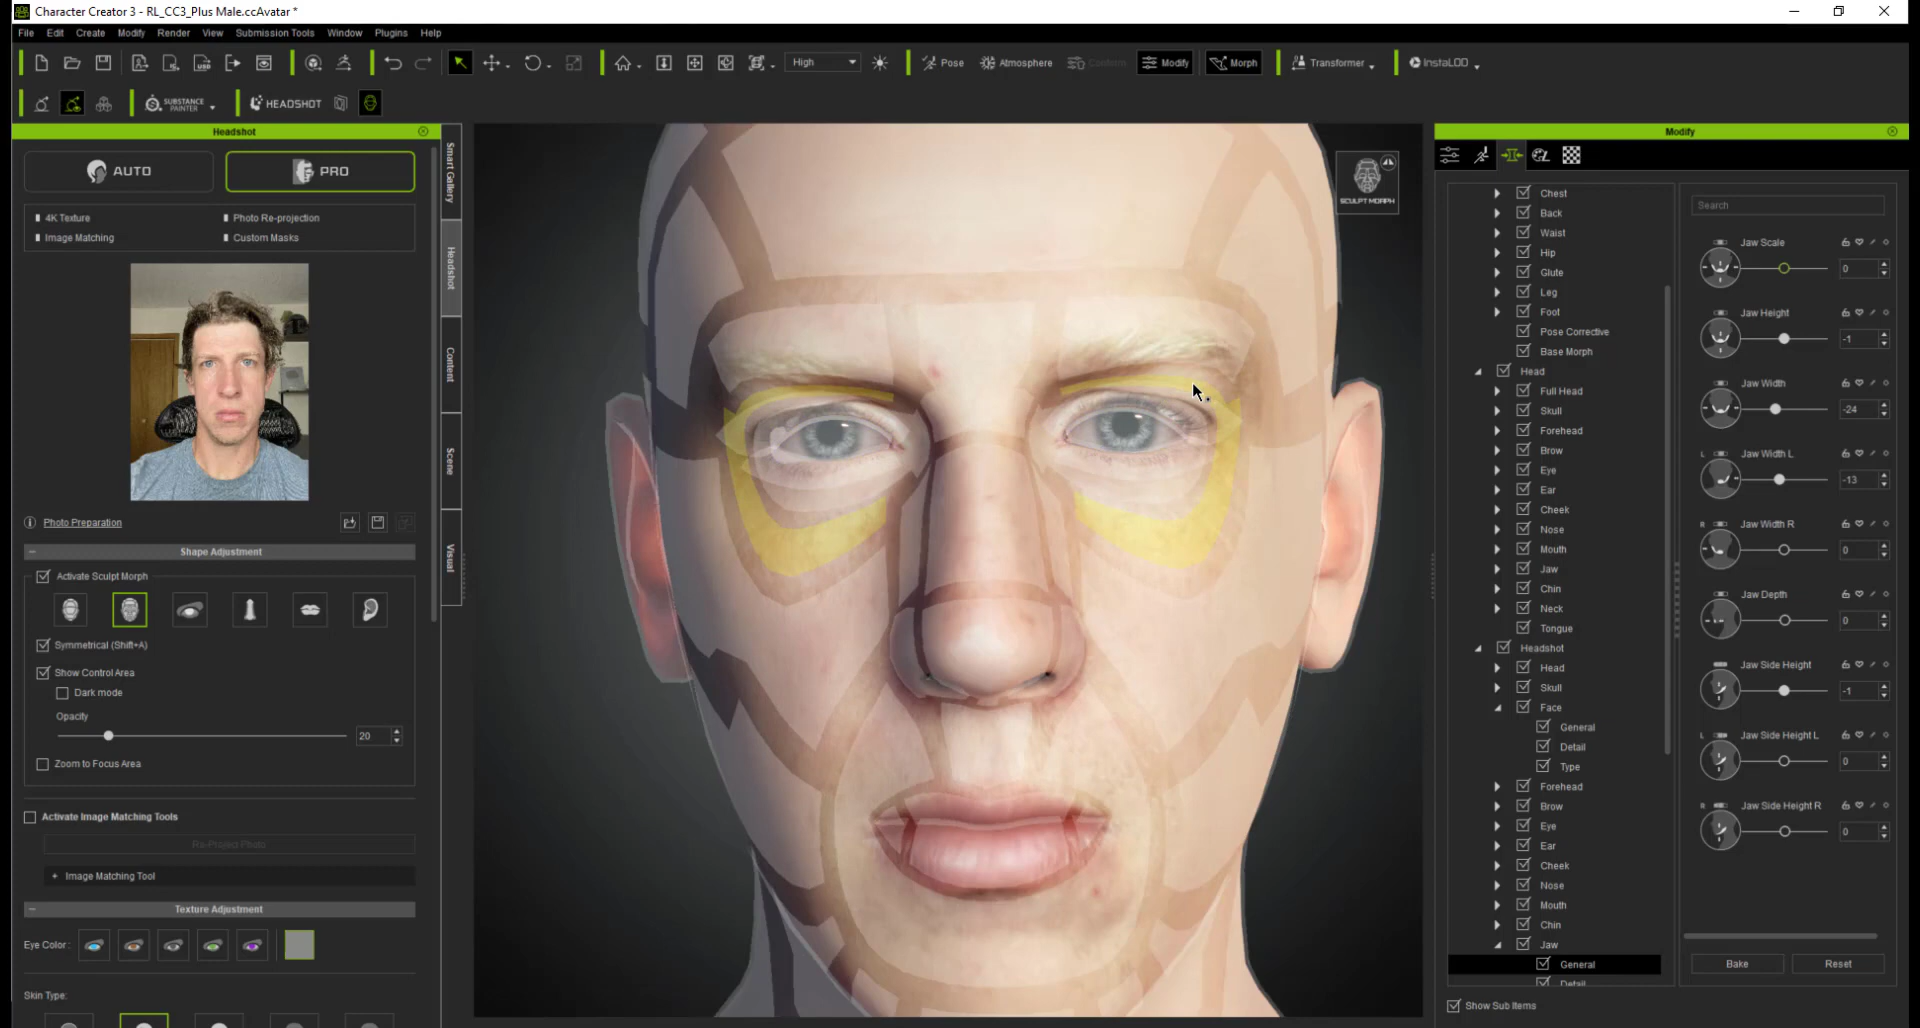 Character Creator 3 - RL_CC3_Plus Male.ccAvatar *
File Edit Create Modify Render View Submission Tools Window Plugins Help
High Pose Atmosphere Conform Modify Morph Transformer InstaLOD
SUBSTANCE PAINTER HEADSHOT
Headshot
AUTO PRO
4K Texture Photo Re-projection
Image Matching Custom Masks
Photo Preparation
Shape Adjustment
Activate Sculpt Morph
Symmetrical (Shift+A)
Show Control Area
Dark mode
Opacity
20
Zoom to Focus Area
Activate Image Matching Tools
Re-Project Photo
+ Image Matching Tool
Texture Adjustment
Eye Color:
Skin Type:
Smart Gallery
Headshot
Content
Scene
Visual
SCULPT MORPH
Modify
Chest
Back
Waist
Hip
Glute
Leg
Foot
Pose Corrective
Base Morph
Head
Full Head
Skull
Forehead
Brow
Eye
Ear
Cheek
Nose
Mouth
Jaw
Chin
Neck
Tongue
Headshot
Head
Skull
Face
General
Detail
Type
Forehead
Brow
Eye
Ear
Cheek
Nose
Mouth
Chin
Jaw
General
Detail
Show Sub Items
Search
Jaw Scale
0
Jaw Height
-1
Jaw Width
-24
L Jaw Width L
-13
R Jaw Width R
0
Jaw Depth
0
Jaw Side Height
-1
L Jaw Side Height L
0
R Jaw Side Height R
0
Bake Reset